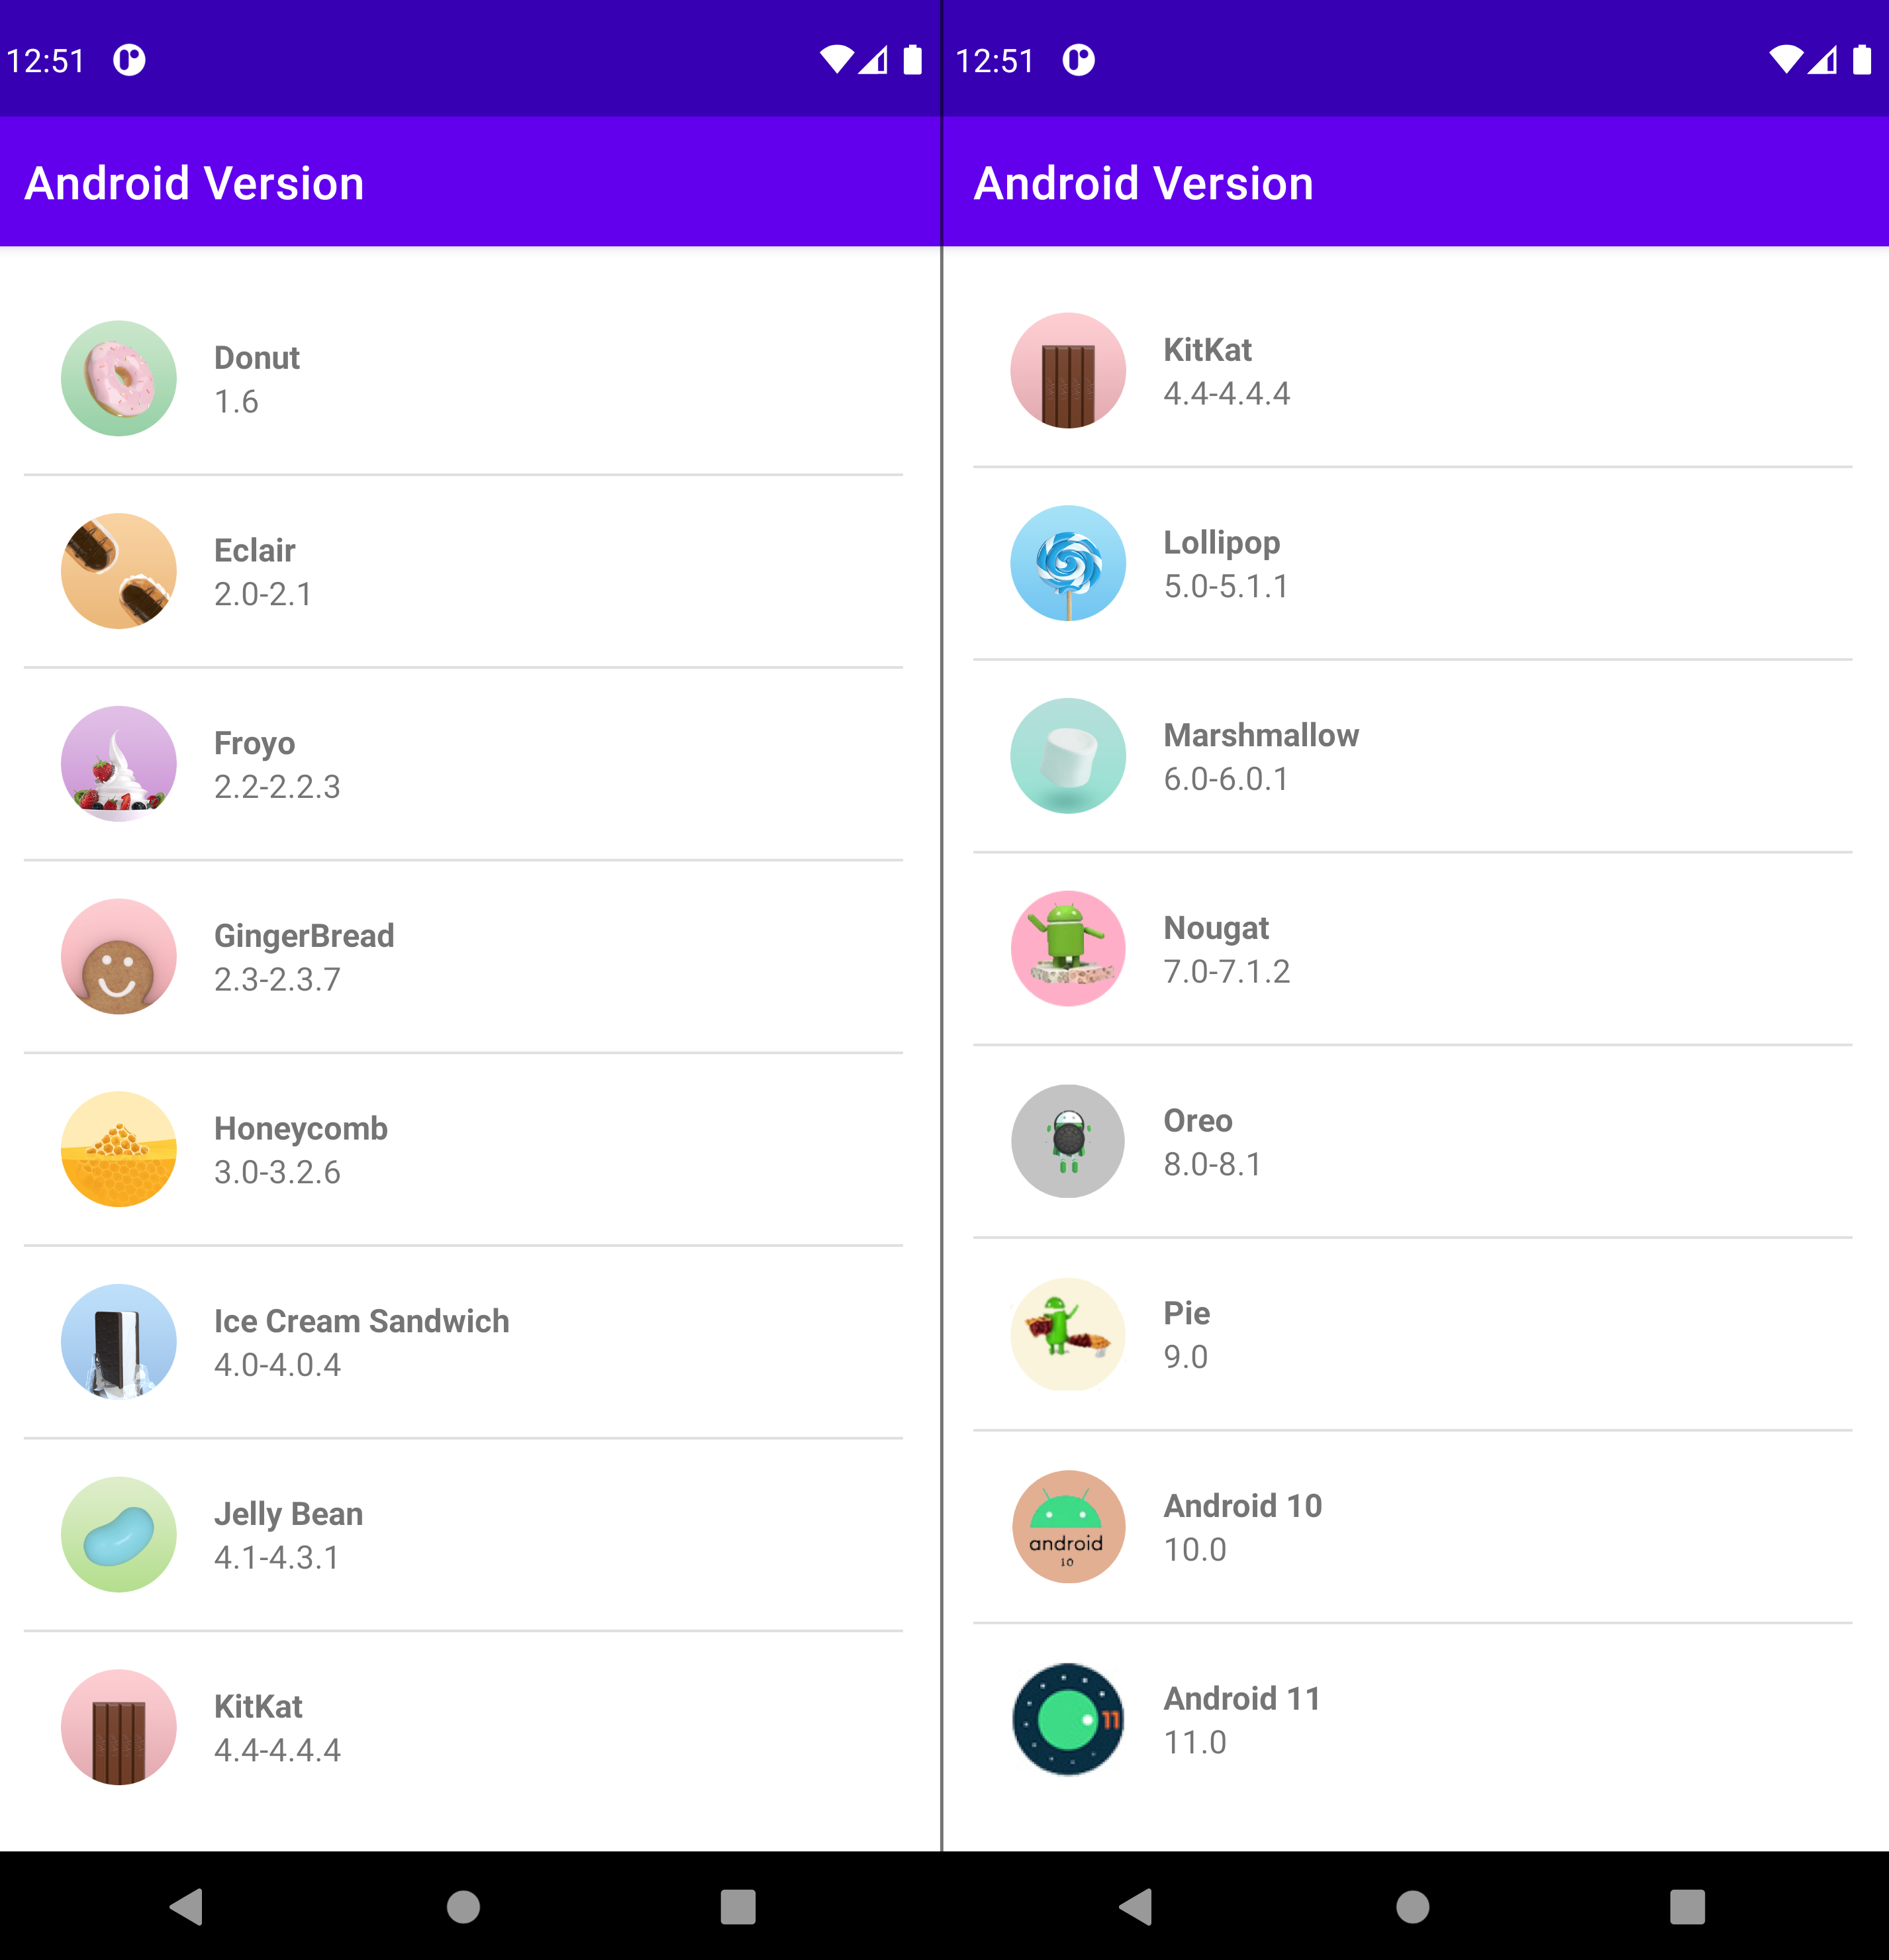 12:51
Android Version
Donut
1.6
Eclair
2.0-2.1
Froyo
2.2-2.2.3
GingerBread
2.3-2.3.7
Honeycomb
3.0-3.2.6
Ice Cream Sandwich
4.0-4.0.4
Jelly Bean
4.1-4.3.1
KitKat
4.4-4.4.4
12:51
Android Version
KitKat
4.4-4.4.4
Lollipop
5.0-5.1.1
Marshmallow
6.0-6.0.1
Nougat
7.0-7.1.2
Oreo
8.0-8.1
Pie
9.0
android
10
Android 10
10.0
11
Android 11
11.0